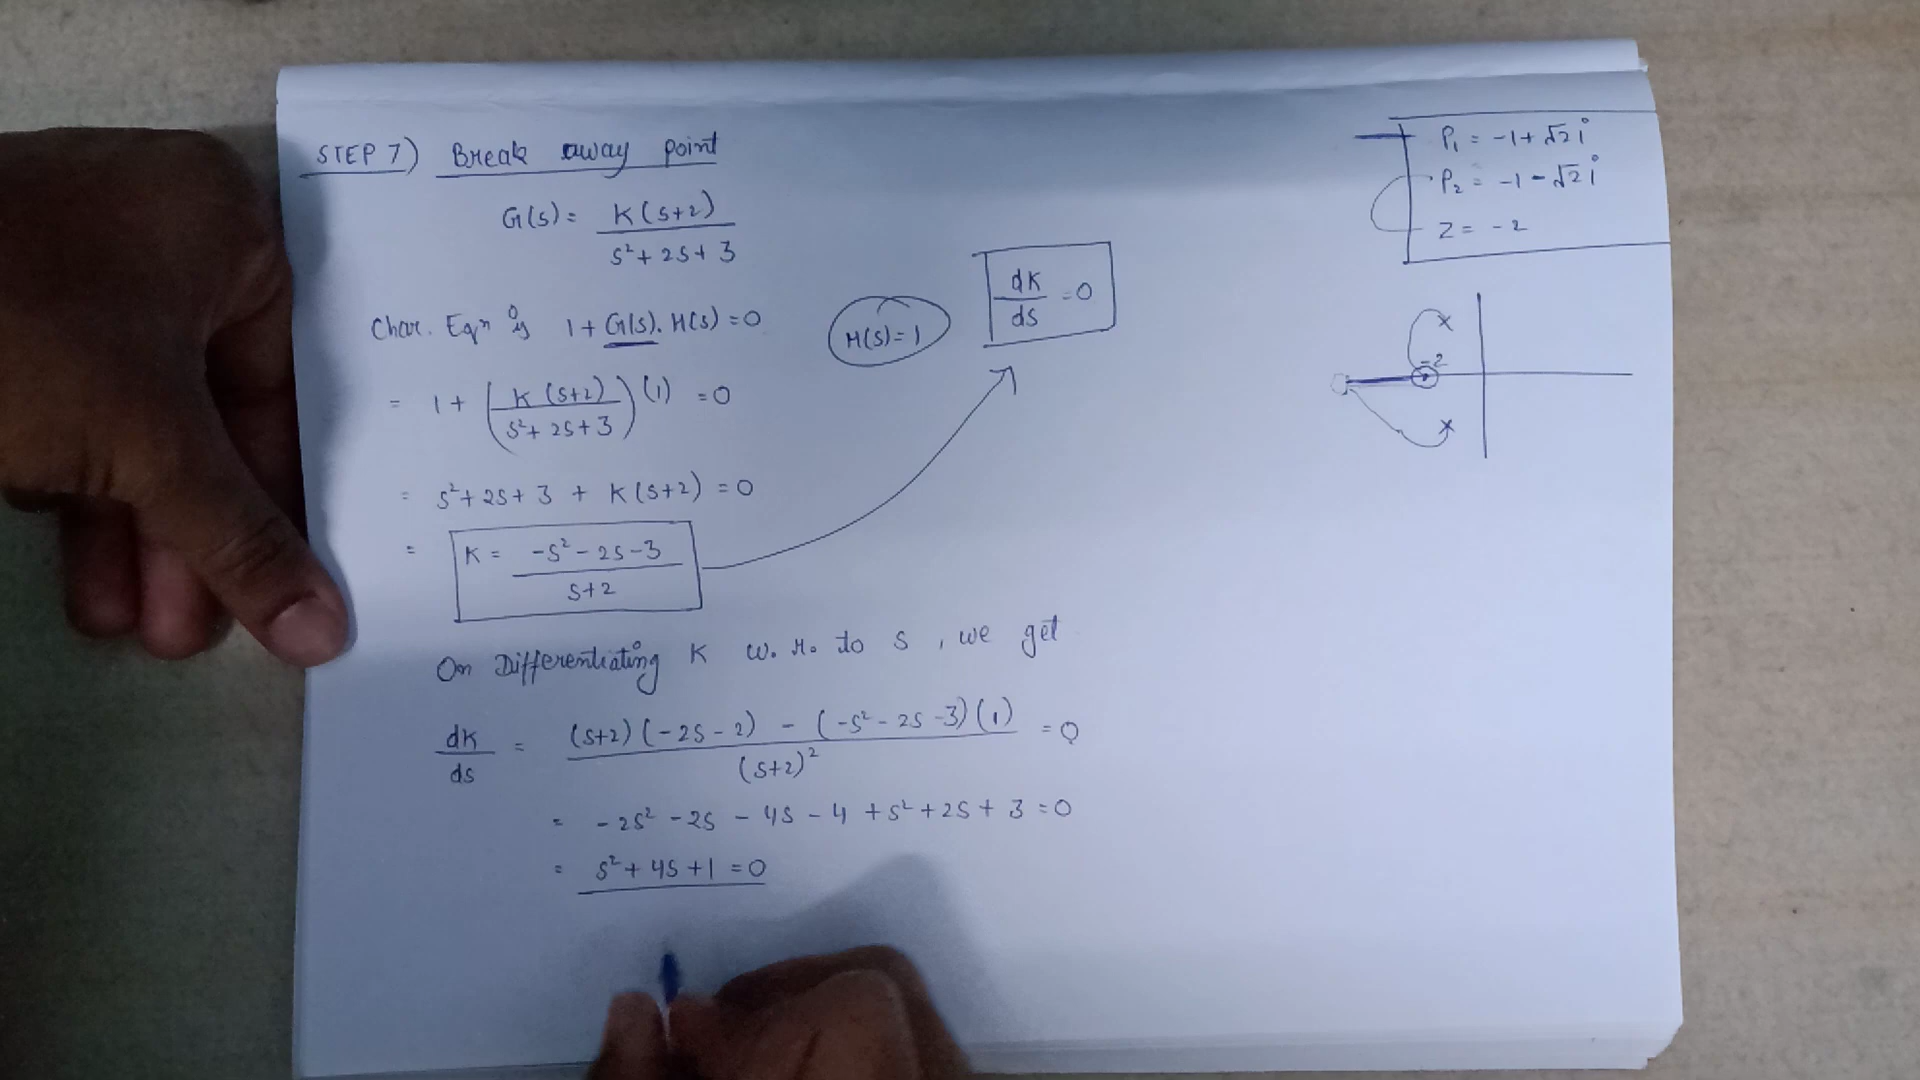 STEP 7) Break away point
G(s) = K(s+2) / s² + 2s + 3
Char. Eqn is 1 + G(s). H(s) = 0
H(s) = 1
dK/ds = 0
= 1 + (K (s+2) / s² + 2s + 3) (1) = 0
= s² + 2s + 3 + K(s+2) = 0
= K = -s² - 2s - 3 / s+2
On Differentiating K w. r. to s , we get
dK/ds = (s+2) (-2s - 2) - (-s² - 2s - 3) (1) / (s+2)² = 0
= -2s² - 2s - 4s - 4 + s² + 2s + 3 = 0
= s² + 4s + 1 = 0
P₁ = -1 + √2 i
P₂ = -1 - √2 i
Z = - 2
-2